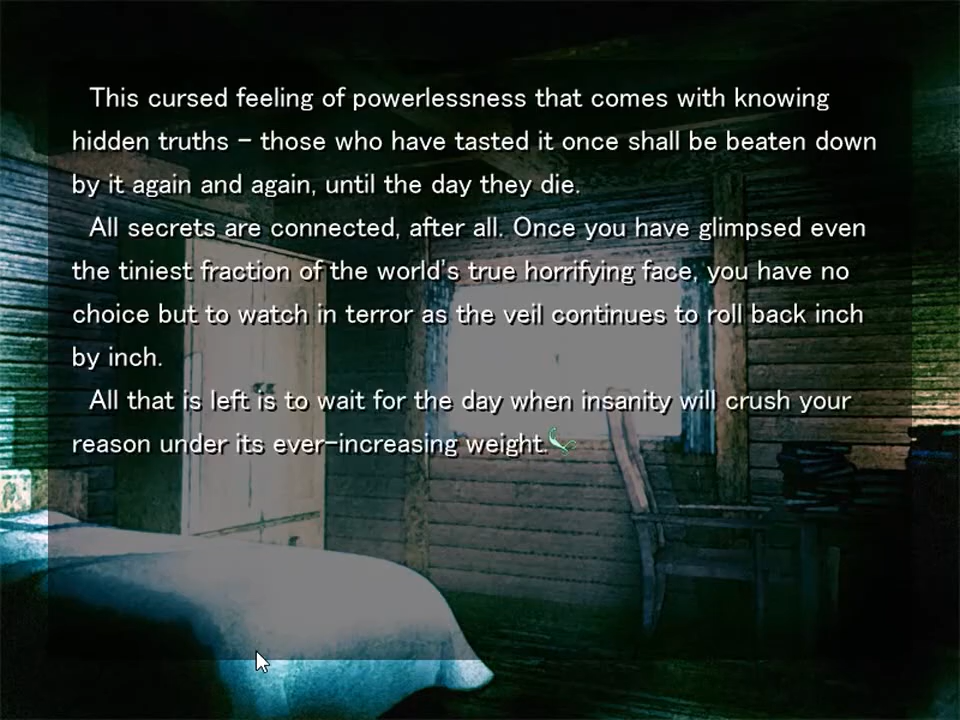 This cursed feeling of powerlessness that comes with knowing
hidden truths – those who have tasted it once shall be beaten down
by it again and again, until the day they die.
All secrets are connected, after all. Once you have glimpsed even
the tiniest fraction of the world's true horrifying face, you have no
choice but to watch in terror as the veil continues to roll back inch
by inch.
All that is left is to wait for the day when insanity will crush your
reason under its ever-increasing weight.